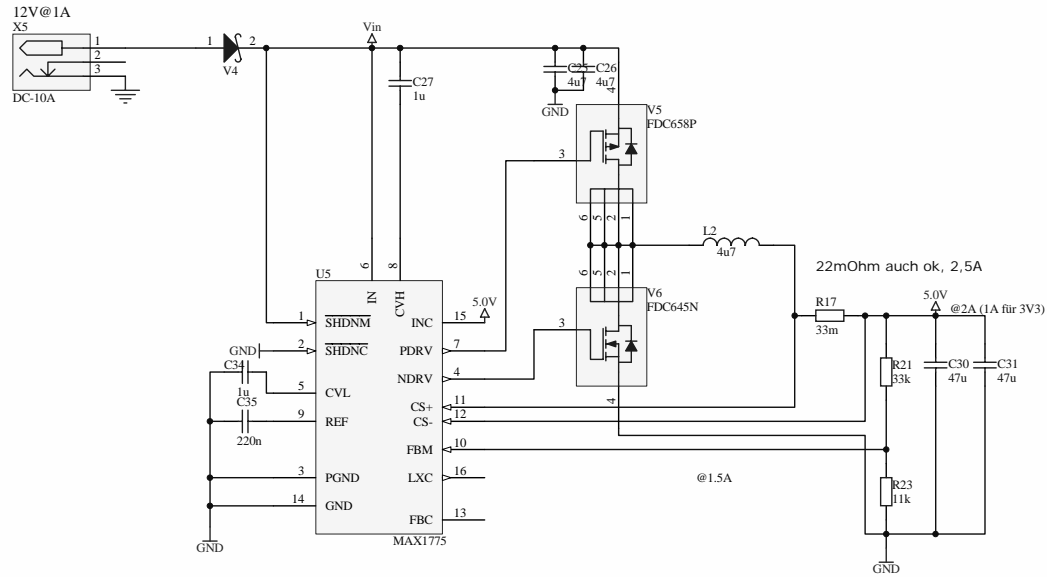 12V@1A
X5
1
2
3
DC-10A
1
2
V4
Vin
C27
1u
C25
4u7
C26
4u7
GND
4
V5
FDC658P
3
6
5
2
1
L2
4u7
6
5
2
1
V6
FDC645N
3
4
22mOhm auch ok, 2,5A
R17
33m
5.0V
@2A (1A für 3V3)
R21
33k
C30
47u
C31
47u
R23
11k
GND
@1.5A
U5
6
IN
8
CVH
1
SHDNM
GND
2
SHDNC
C34
1u
5
CVL
C35
220n
9
REF
3
PGND
14
GND
GND
INC
15
5.0V
PDRV
7
NDRV
4
CS+
11
CS-
12
FBM
10
LXC
16
FBC
13
MAX1775